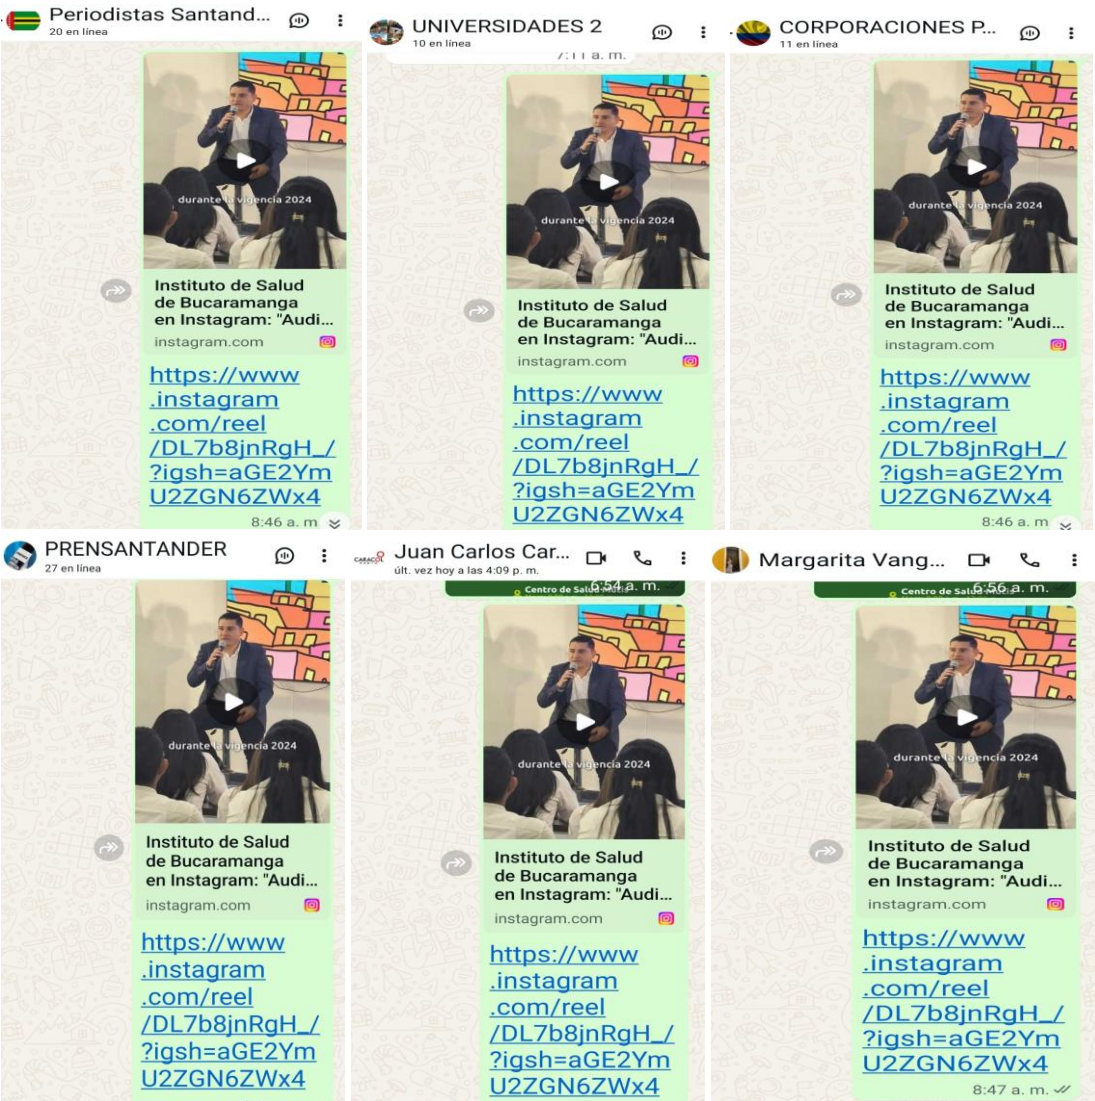 Periodistas Santand...
20 en línea
durante la vigencia 2024
Instituto de Salud
de Bucaramanga
en Instagram: "Audi...
instagram.com
https://www
.instagram
.com/reel
/DL7b8jnRgH_/
?igsh=aGE2Ym
U2ZGN6ZWx4
8:46 a. m
UNIVERSIDADES 2
10 en línea
7:11 a. m.
durante la vigencia 2024
Instituto de Salud
de Bucaramanga
en Instagram: "Audi...
instagram.com
https://www
.instagram
.com/reel
/DL7b8jnRgH_/
?igsh=aGE2Ym
U2ZGN6ZWx4
CORPORACIONES P...
11 en línea
durante la vigencia 2024
Instituto de Salud
de Bucaramanga
en Instagram: "Audi...
instagram.com
https://www
.instagram
.com/reel
/DL7b8jnRgH_/
?igsh=aGE2Ym
U2ZGN6ZWx4
8:46 a. m
PRENSANTANDER
27 en línea
durante la vigencia 2024
Instituto de Salud
de Bucaramanga
en Instagram: "Audi...
instagram.com
https://www
.instagram
.com/reel
/DL7b8jnRgH_/
?igsh=aGE2Ym
U2ZGN6ZWx4
CARACOL
Juan Carlos Car...
últ. vez hoy a las 4:09 p. m.
Centro de Salud
6:54 a. m.
durante la vigencia 2024
Instituto de Salud
de Bucaramanga
en Instagram: "Audi...
instagram.com
https://www
.instagram
.com/reel
/DL7b8jnRgH_/
?igsh=aGE2Ym
U2ZGN6ZWx4
Margarita Vang...
Centro de Salud
6:56 a. m.
durante la vigencia 2024
Instituto de Salud
de Bucaramanga
en Instagram: "Audi...
instagram.com
https://www
.instagram
.com/reel
/DL7b8jnRgH_/
?igsh=aGE2Ym
U2ZGN6ZWx4
8:47 a. m.